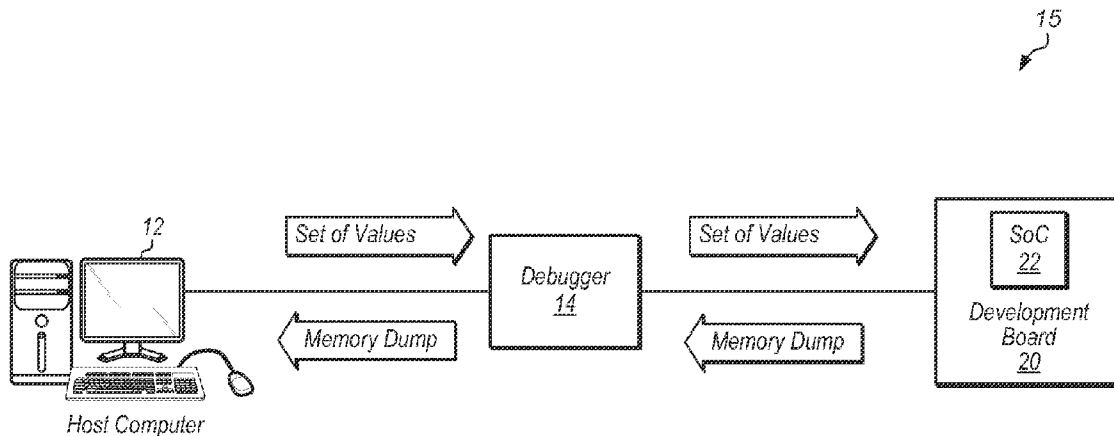 15
12
Set of Values
Set of Values
SoC
22
Debugger
14
Development
Board
20
Memory Dump
Memory Dump
Host Computer